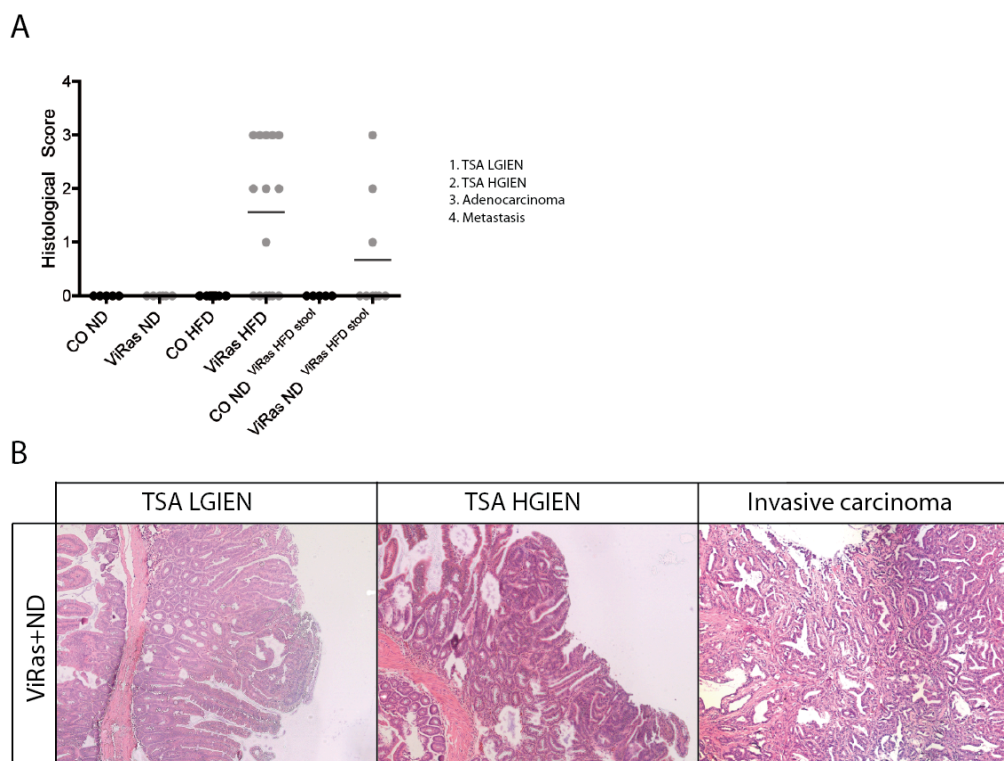 A
Histological Score
4
3
2
1
0
CO ND
ViRas ND
CO HFD
ViRas HFD
CO ND ViRas HFD stool
ViRas ND ViRas HFD stool
1. TSA LGIEN
2. TSA HGIEN
3. Adenocarcinoma
4. Metastasis
B
TSA LGIEN
TSA HGIEN
Invasive carcinoma
ViRas+ND